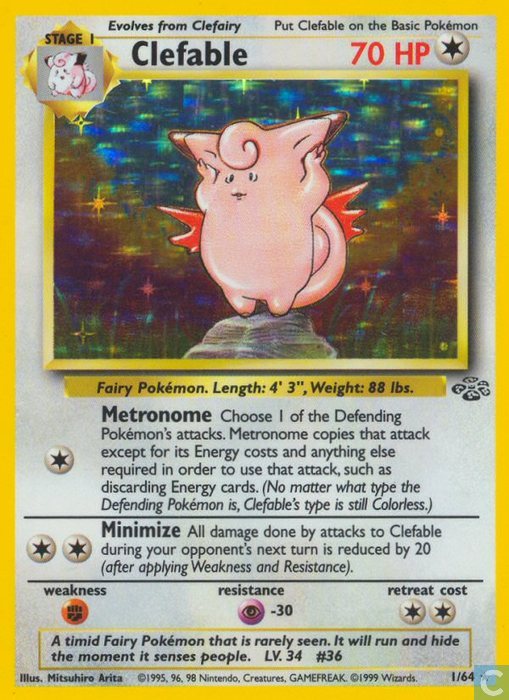 Evolves from Clefairy Put Clefable on the Basic Pokémon
STAGE 1
Clefable 70 HP
Fairy Pokémon. Length: 4' 3", Weight: 88 lbs.
Metronome Choose 1 of the Defending
Pokémon's attacks. Metronome copies that attack
except for its Energy costs and anything else
required in order to use that attack, such as
discarding Energy cards. (No matter what type the
Defending Pokémon is, Clefable's type is still Colorless.)
Minimize All damage done by attacks to Clefable
during your opponent's next turn is reduced by 20
(after applying Weakness and Resistance).
weakness resistance retreat cost
-30
A timid Fairy Pokémon that is rarely seen. It will run and hide
the moment it senses people. LV. 34 #36
Illus. Mitsuhiro Arita ©1995, 96, 98 Nintendo, Creatures, GAMEFREAK. ©1999 Wizards. 1/64 ★
C